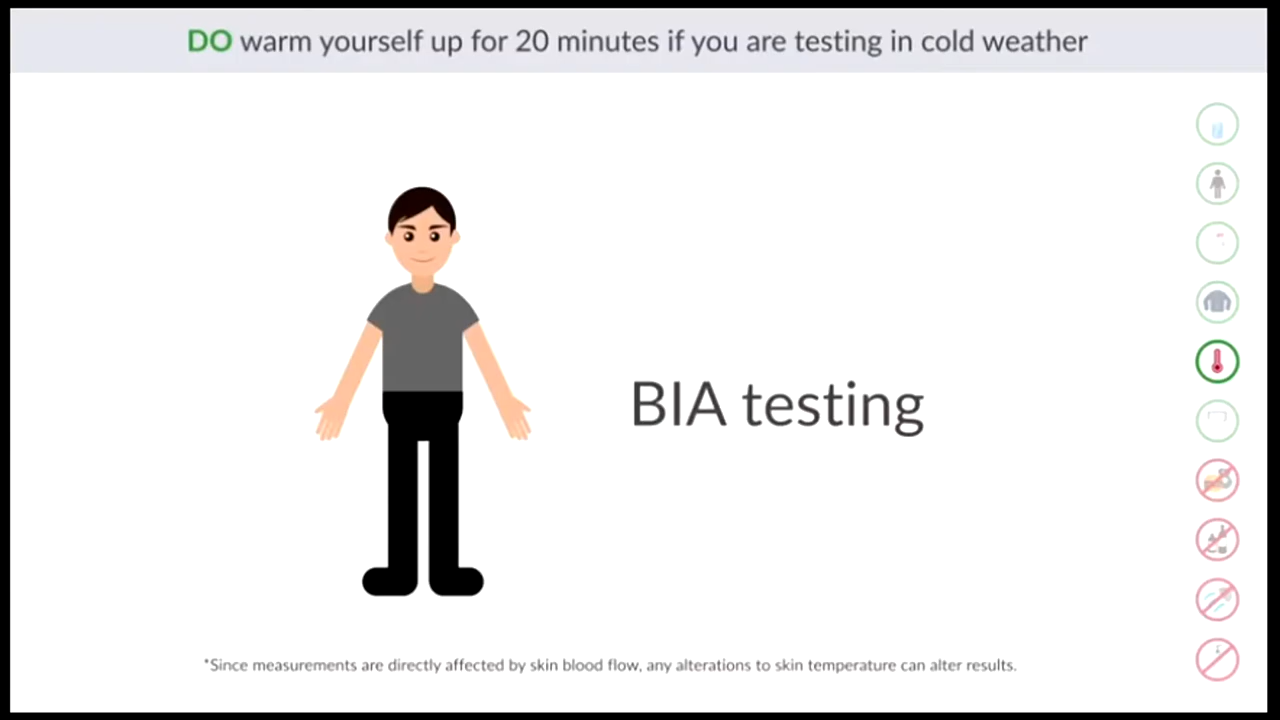 DO warm yourself up for 20 minutes if you are testing in cold weather
BIA testing
*Since measurements are directly affected by skin blood flow, any alterations to skin temperature can alter results.